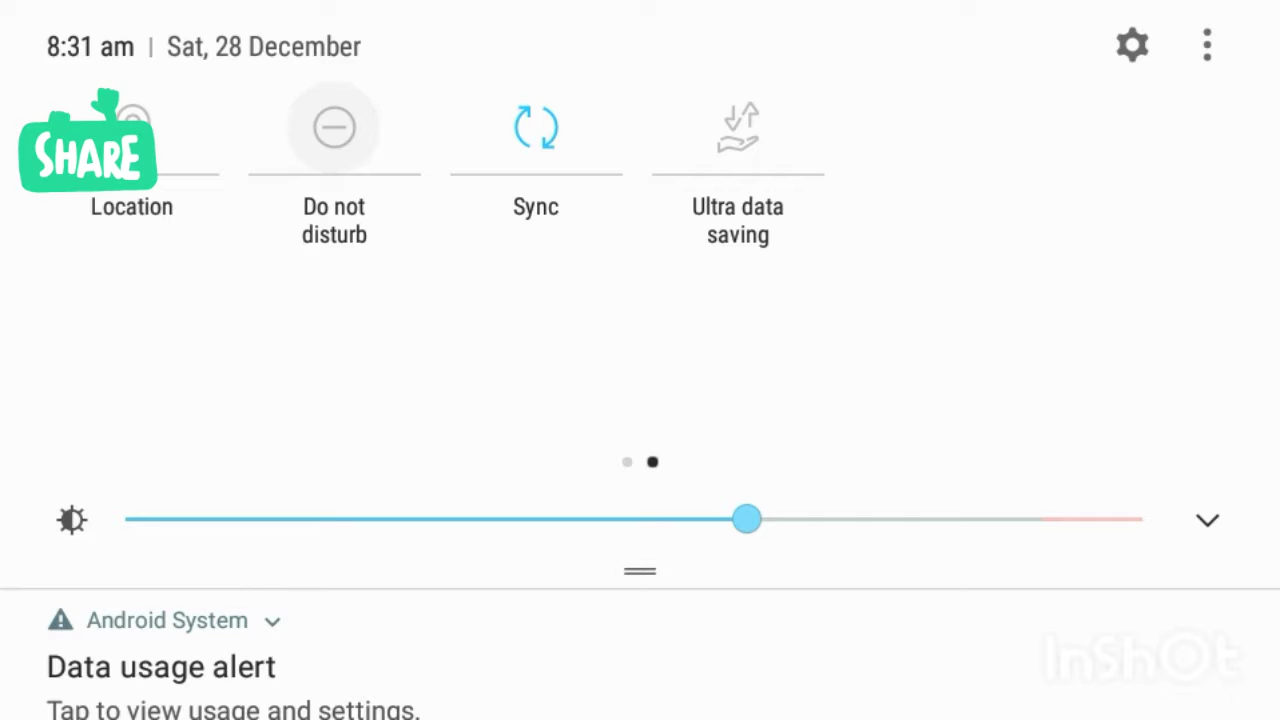 8:31 am | Sat, 28 December
SHARE
Location
Do not
disturb
Sync
Ultra data
saving
Android System
Data usage alert
Tap to view usage and settings.
InShOt